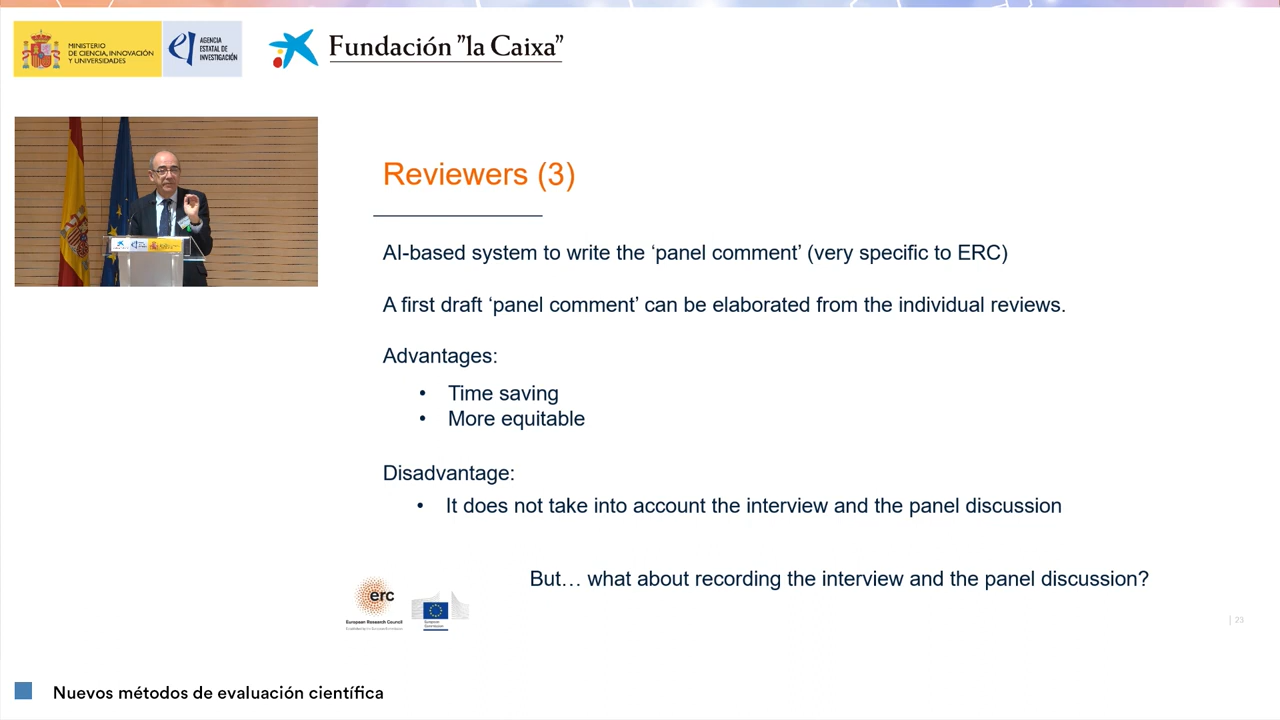 MINISTERIO
DE CIENCIA, INNOVACIÓN
Y UNIVERSIDADES
AGENCIA
ESTATAL DE
INVESTIGACIÓN
Fundación "la Caixa"
Reviewers (3)
AI-based system to write the ‘panel comment’ (very specific to ERC)
A first draft ‘panel comment’ can be elaborated from the individual reviews.
Advantages:
• Time saving
• More equitable
Disadvantage:
• It does not take into account the interview and the panel discussion
But… what about recording the interview and the panel discussion?
erc
European Research Council
European
Commission
| 23
Nuevos métodos de evaluación científica